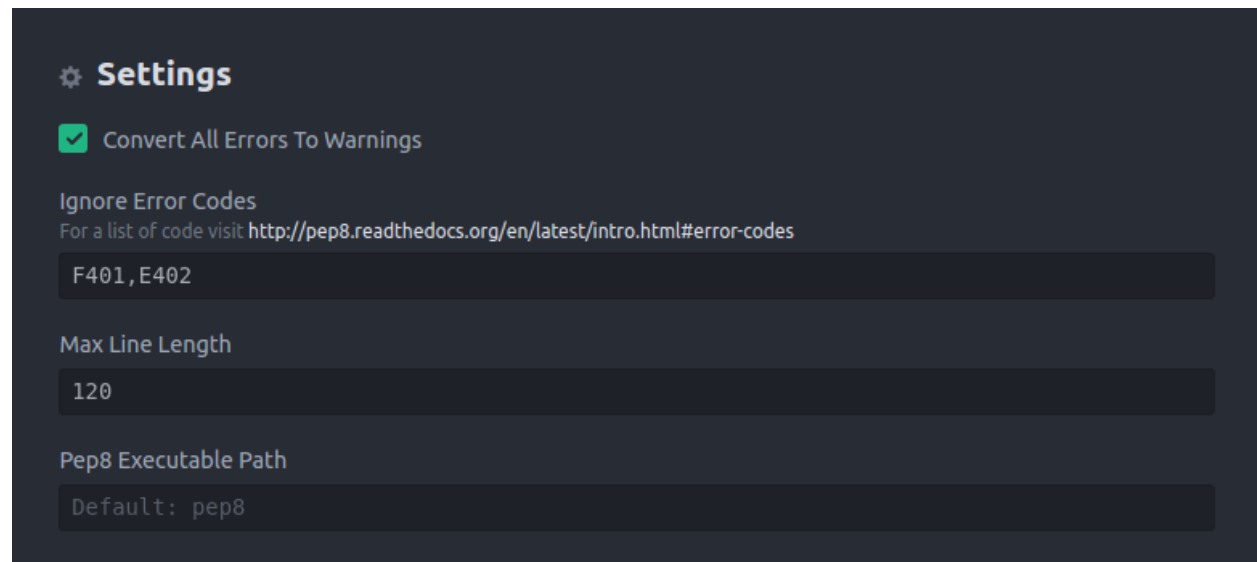 Settings
Convert All Errors To Warnings
Ignore Error Codes
For a list of code visit http://pep8.readthedocs.org/en/latest/intro.html#error-codes
F401,E402
Max Line Length
120
Pep8 Executable Path
Default: pep8